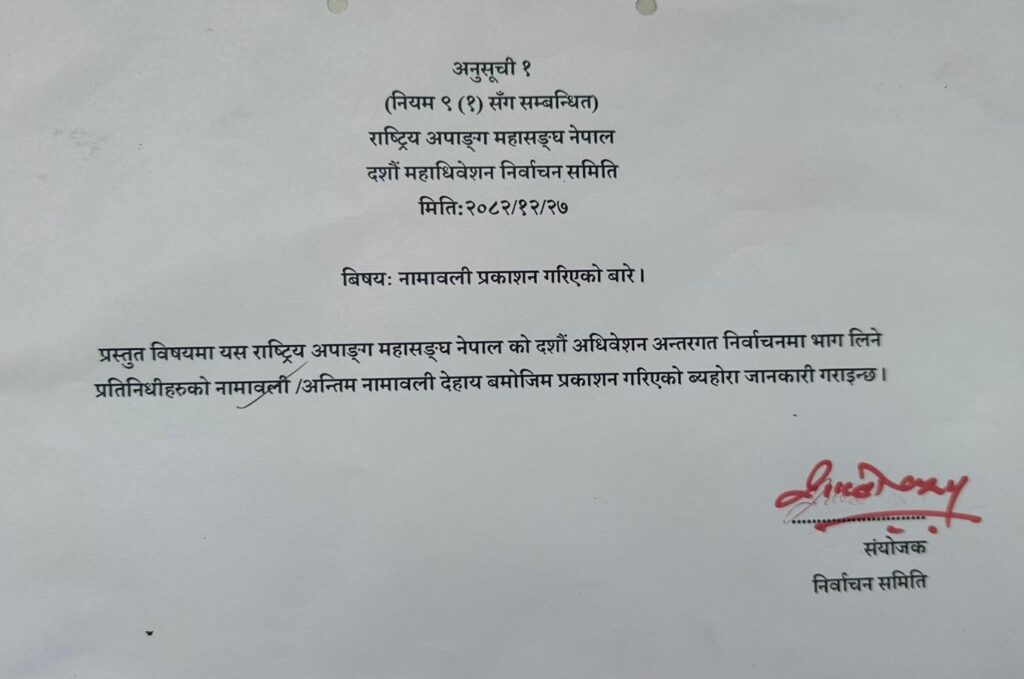 अनुसूची १
(नियम ९ (१) सँग सम्बन्धित)
राष्ट्रिय अपाङ्ग महासङ्घ नेपाल
दशौं महाधिवेशन निर्वाचन समिति
मिति:२०८२/१२/२७
बिषयः नामावली प्रकाशन गरिएको बारे।
प्रस्तुत विषयमा यस राष्ट्रिय अपाङ्ग महासङ्घ नेपाल को दशौं अधिवेशन अन्तरगत निर्वाचनमा भाग लिने
प्रतिनिधीहरुको नामावली /अन्तिम नामावली देहाय बमोजिम प्रकाशन गरिएको ब्यहोरा जानकारी गराइन्छ।
संयोजक
निर्वाचन समिति